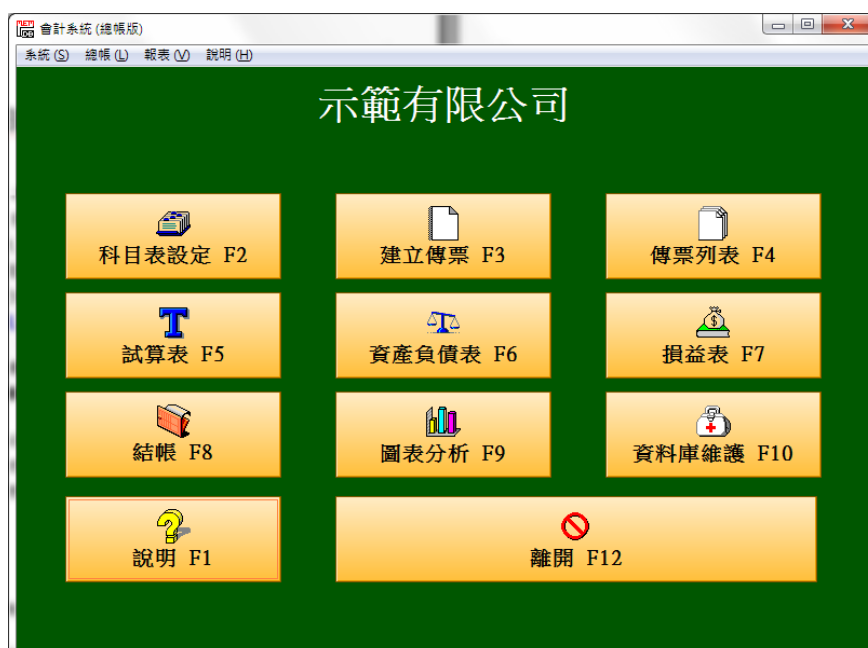 會計系統 (總帳版)
系統(S) 總帳(L) 報表(V) 說明(H)
示範有限公司
科目表設定 F2
建立傳票 F3
傳票列表 F4
試算表 F5
資產負債表 F6
損益表 F7
結帳 F8
圖表分析 F9
資料庫維護 F10
說明 F1
離開 F12